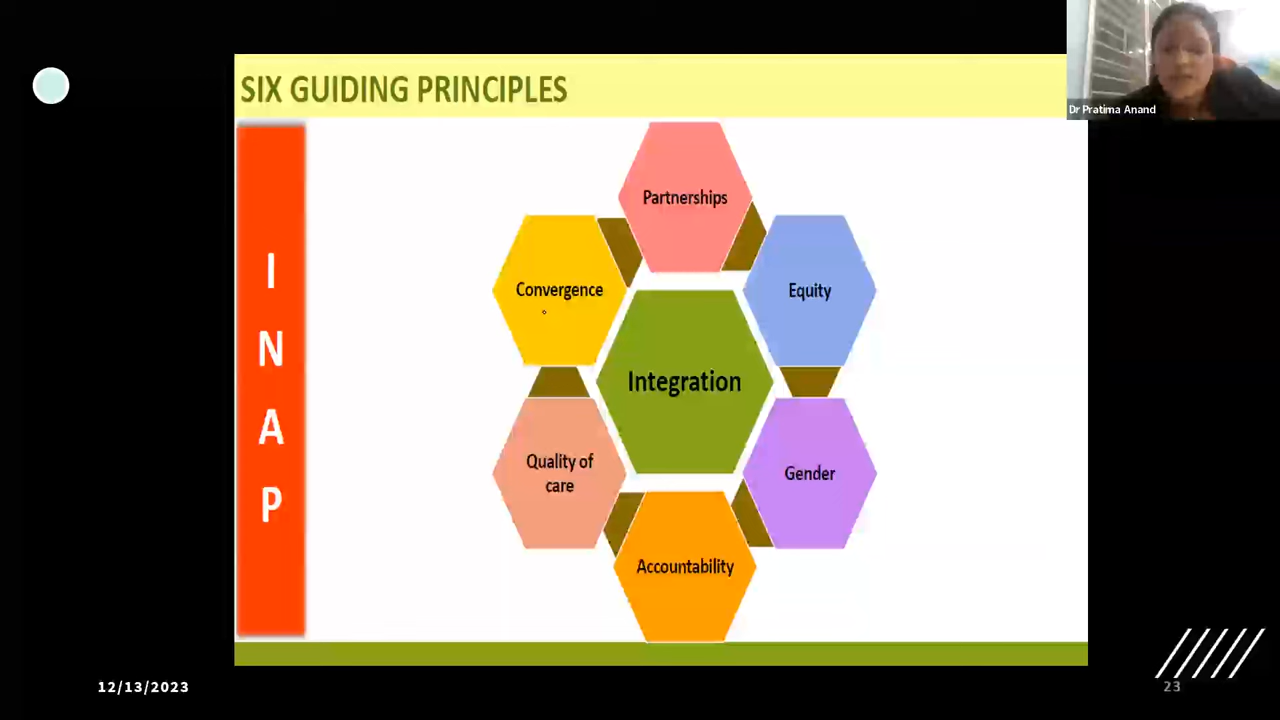 SIX GUIDING PRINCIPLES
Dr Pratima Anand
I
N
A
P
Partnerships
Convergence
Equity
Integration
Quality of
care
Gender
Accountability
12/13/2023
23